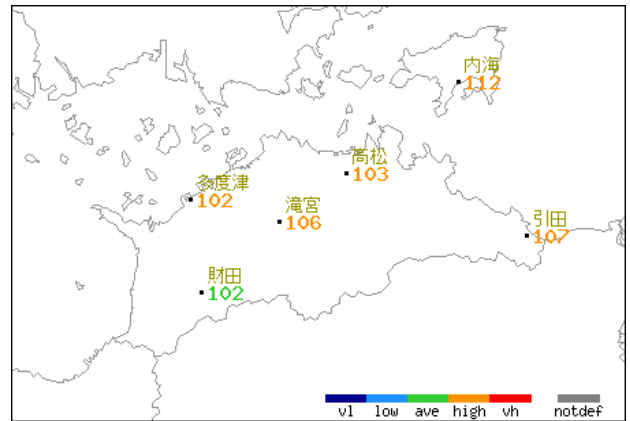 内海
112
高松
103
多度津
102
滝宮
106
引田
107
財田
102
vl low ave high vh notdef